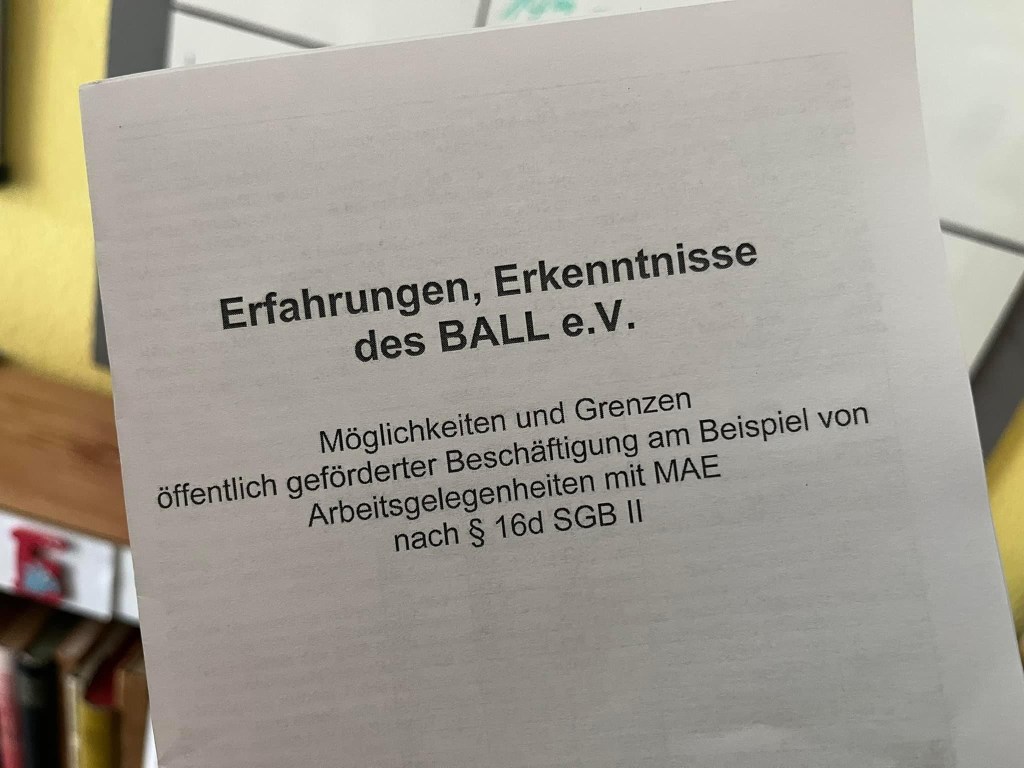 Erfahrungen, Erkenntnisse
des BALL e.V.
Möglichkeiten und Grenzen
öffentlich geförderter Beschäftigung am Beispiel von
Arbeitsgelegenheiten mit MAE
nach § 16d SGB II